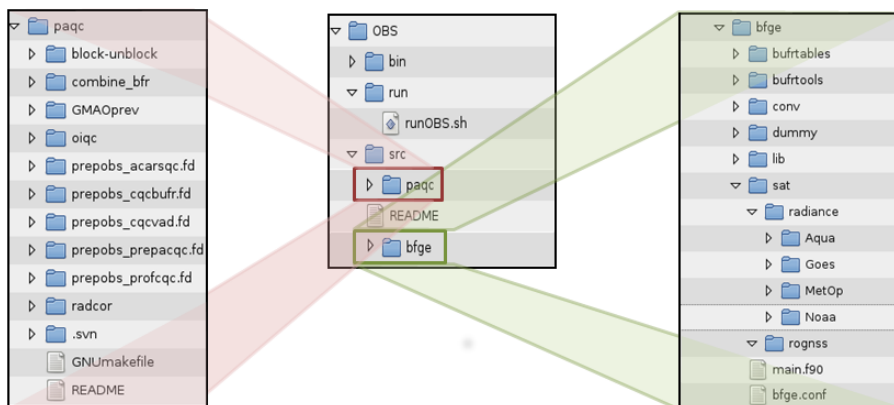 paqc
block-unblock
combine_bfr
GMAOprev
oiqc
prepobs_acarsqc.fd
prepobs_cqcbufr.fd
prepobs_cqcvad.fd
prepobs_prepacqc.fd
prepobs_profcqc.fd
radcor
.svn
GNUmakefile
README
OBS
bin
run
runOBS.sh
src
paqc
README
bfge
bfge
bufrtables
bufrtools
conv
dummy
lib
sat
radiance
Aqua
Goes
MetOp
Noaa
rognss
main.f90
bfge.conf